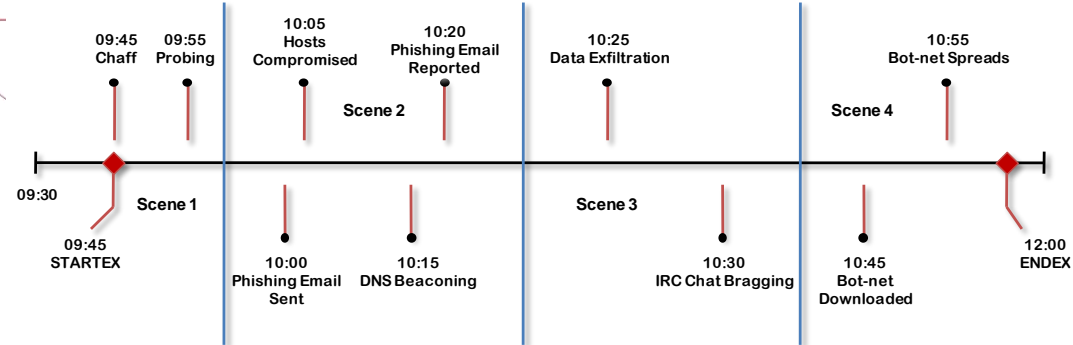 09:45
Chaff
09:55
Probing
10:05
Hosts
Compromised
10:20
Phishing Email
Reported
10:25
Data Exfiltration
10:55
Bot-net Spreads
Scene 2
Scene 4
09:30
Scene 1
Scene 3
09:45
STARTEX
10:00
Phishing Email
Sent
10:15
DNS Beaconing
10:30
IRC Chat Bragging
10:45
Bot-net
Downloaded
12:00
ENDEX